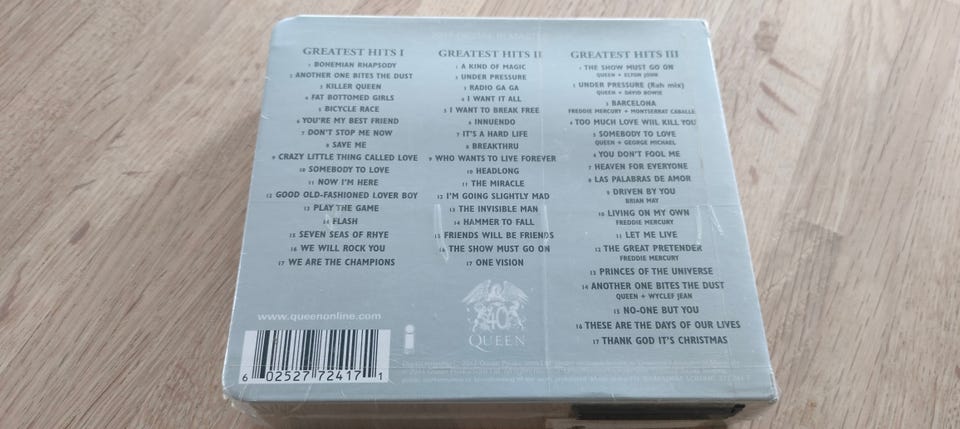 2011 DIGITAL REMASTER
GREATEST HITS I
1 BOHEMIAN RHAPSODY
2 ANOTHER ONE BITES THE DUST
3 KILLER QUEEN
4 FAT BOTTOMED GIRLS
5 BICYCLE RACE
6 YOU'RE MY BEST FRIEND
7 DON'T STOP ME NOW
8 SAVE ME
9 CRAZY LITTLE THING CALLED LOVE
10 SOMEBODY TO LOVE
11 NOW I'M HERE
12 GOOD OLD-FASHIONED LOVER BOY
13 PLAY THE GAME
14 FLASH
15 SEVEN SEAS OF RHYE
16 WE WILL ROCK YOU
17 WE ARE THE CHAMPIONS
GREATEST HITS II
1 A KIND OF MAGIC
2 UNDER PRESSURE
3 RADIO GA GA
4 I WANT IT ALL
5 I WANT TO BREAK FREE
6 INNUENDO
7 IT'S A HARD LIFE
8 BREAKTHRU
9 WHO WANTS TO LIVE FOREVER
10 HEADLONG
11 THE MIRACLE
12 I'M GOING SLIGHTLY MAD
13 THE INVISIBLE MAN
14 HAMMER TO FALL
15 FRIENDS WILL BE FRIENDS
16 THE SHOW MUST GO ON
17 ONE VISION
GREATEST HITS III
1 THE SHOW MUST GO ON
QUEEN + ELTON JOHN
2 UNDER PRESSURE (Rah mix)
QUEEN + DAVID BOWIE
3 BARCELONA
FREDDIE MERCURY + MONTSERRAT CABALLÉ
4 TOO MUCH LOVE WILL KILL YOU
5 SOMEBODY TO LOVE
QUEEN + GEORGE MICHAEL
6 YOU DON'T FOOL ME
7 HEAVEN FOR EVERYONE
8 LAS PALABRAS DE AMOR
9 DRIVEN BY YOU
BRIAN MAY
10 LIVING ON MY OWN
FREDDIE MERCURY
11 LET ME LIVE
12 THE GREAT PRETENDER
FREDDIE MERCURY
13 PRINCES OF THE UNIVERSE
14 ANOTHER ONE BITES THE DUST
QUEEN + WYCLEF JEAN
15 NO-ONE BUT YOU
16 THESE ARE THE DAYS OF OUR LIVES
17 THANK GOD IT'S CHRISTMAS
www.queenonline.com
40
QUEEN
6 02527 72417 1